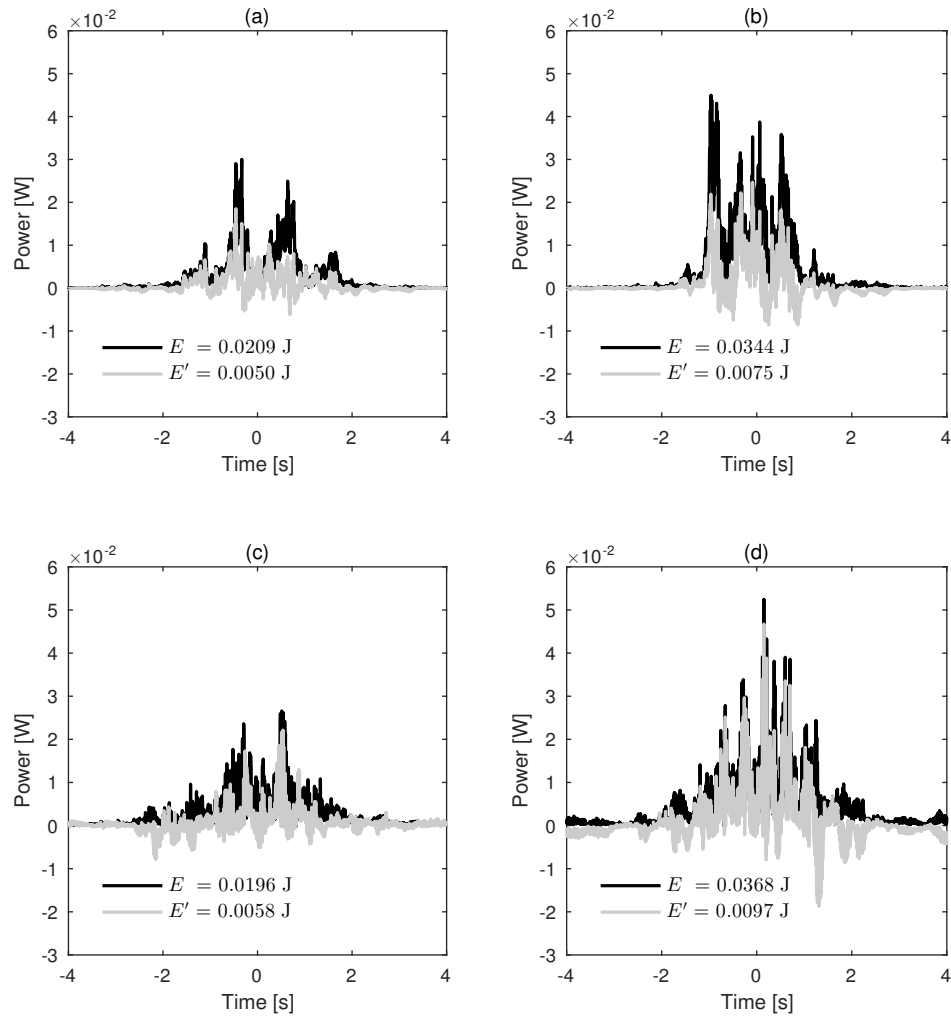 (a)
×10⁻²
6
5
4
3
2
1
0
-1
-2
-3
Power [W]
E = 0.0209 J
E′ = 0.0050 J
-4 -2 0 2 4
Time [s]
(b)
×10⁻²
6
5
4
3
2
1
0
-1
-2
-3
Power [W]
E = 0.0344 J
E′ = 0.0075 J
-4 -2 0 2 4
Time [s]
(c)
×10⁻²
6
5
4
3
2
1
0
-1
-2
-3
Power [W]
E = 0.0196 J
E′ = 0.0058 J
-4 -2 0 2 4
Time [s]
(d)
×10⁻²
6
5
4
3
2
1
0
-1
-2
-3
Power [W]
E = 0.0368 J
E′ = 0.0097 J
-4 -2 0 2 4
Time [s]